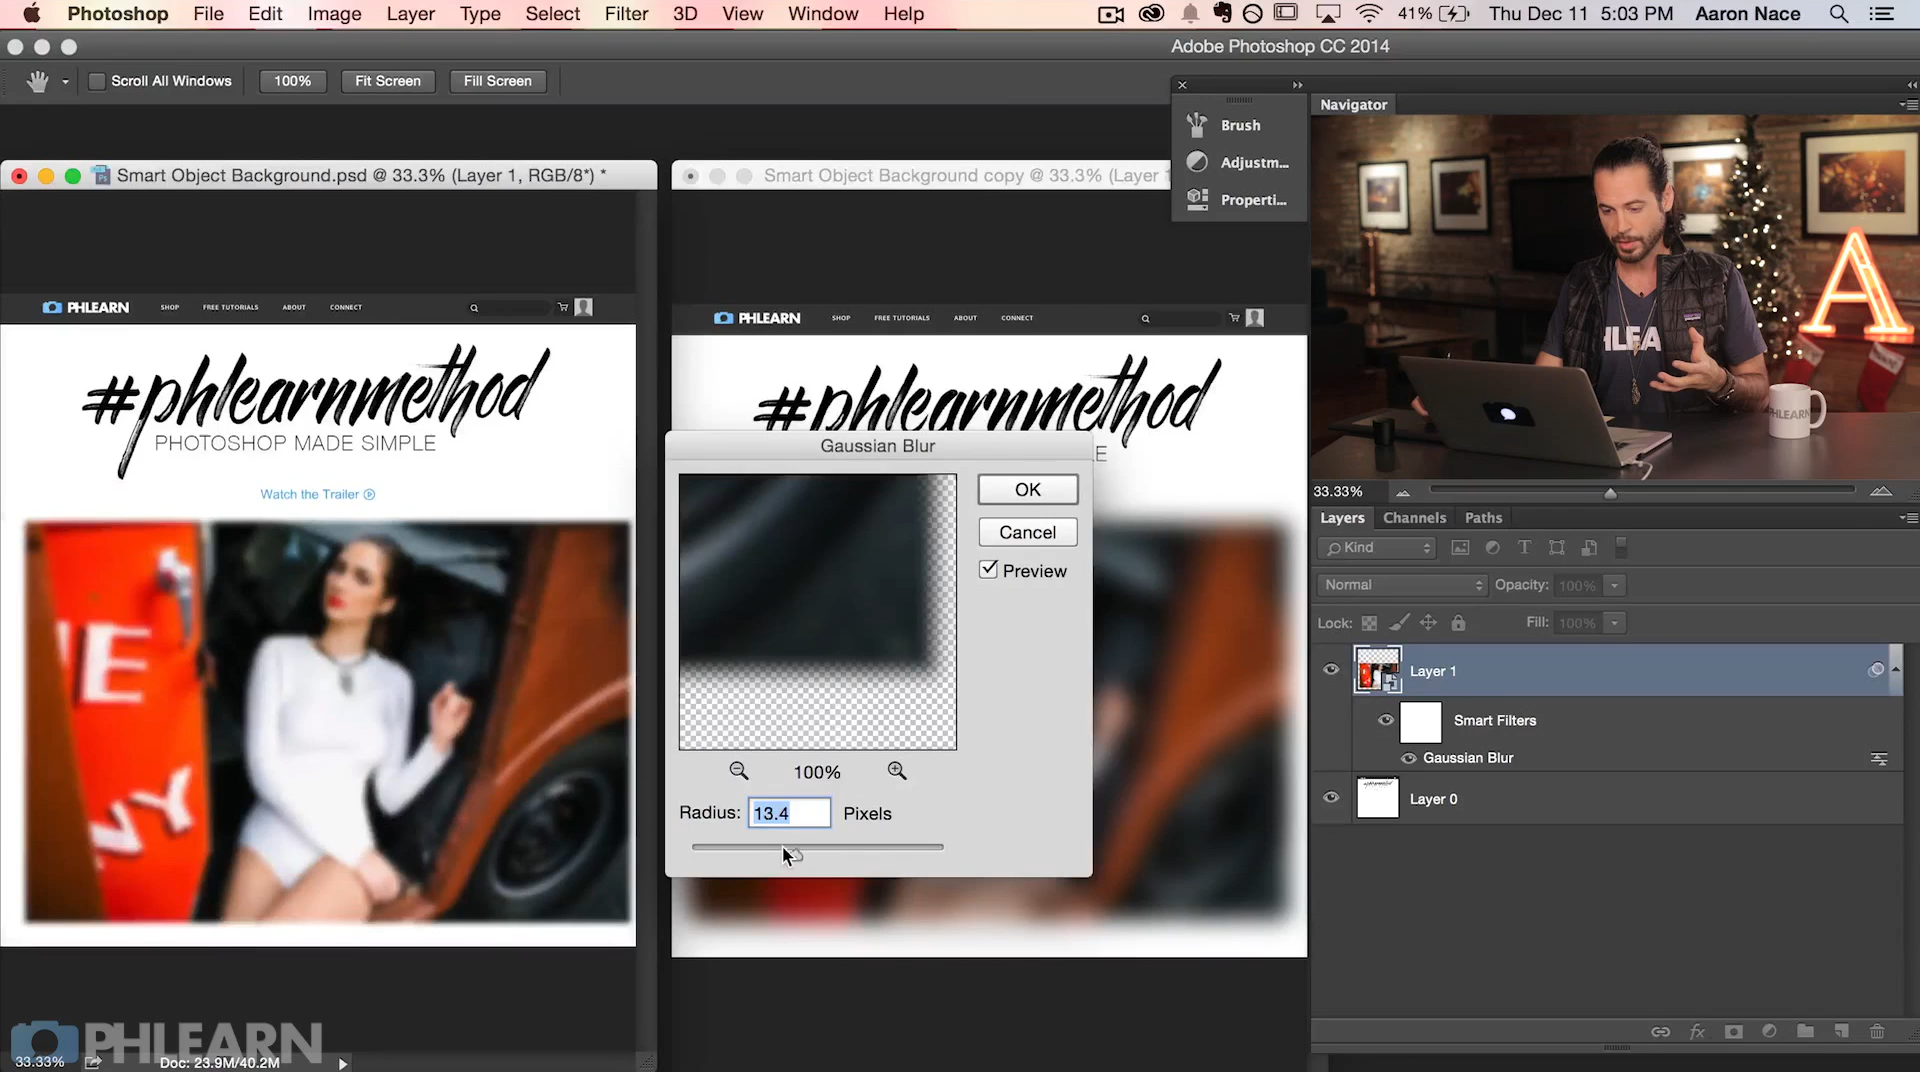 Photoshop File Edit Image Layer Type Select Filter 3D View Window Help 41% Thu Dec 11 5:03 PM Aaron Nace
Adobe Photoshop CC 2014
Scroll All Windows 100% Fit Screen Fill Screen
Navigator
Brush
Adjustm...
Properti...
Smart Object Background.psd @ 33.3% (Layer 1, RGB/8*) *
Smart Object Background copy @ 33.3% (Layer 1
PHLEARN SHOP FREE TUTORIALS ABOUT CONNECT
PHLEARN SHOP FREE TUTORIALS ABOUT CONNECT
#phlearnmethod
PHOTOSHOP MADE SIMPLE
Watch the Trailer
#phlearnmethod
E
Gaussian Blur
OK
Cancel
Preview
100%
Radius: 13.4 Pixels
E
NY
HLEA
PHLEARN
A
33.33%
Layers Channels Paths
Kind
Normal Opacity: 100%
Lock: Fill: 100%
Layer 1
Smart Filters
Gaussian Blur
Layer 0
PHLEARN
33.33% Doc: 23.9M/40.2M